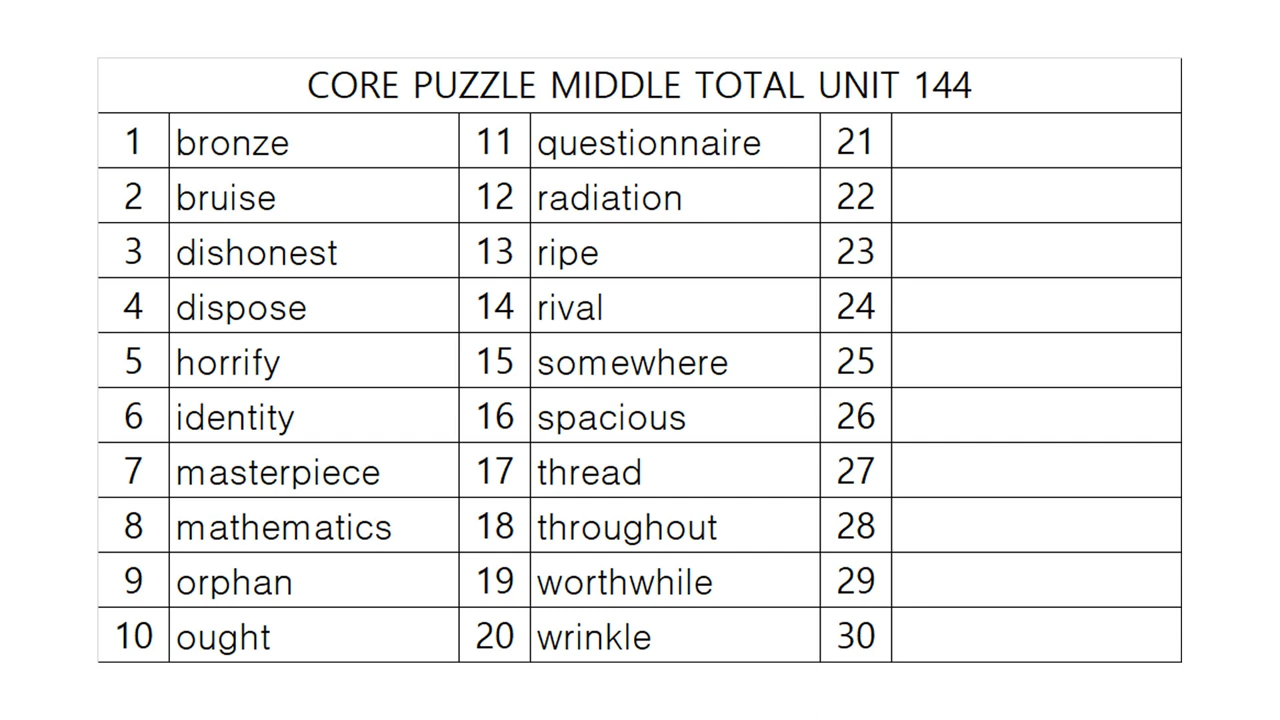 CORE PUZZLE MIDDLE TOTAL UNIT 144
1 bronze 11 questionnaire 21
2 bruise 12 radiation 22
3 dishonest 13 ripe 23
4 dispose 14 rival 24
5 horrify 15 somewhere 25
6 identity 16 spacious 26
7 masterpiece 17 thread 27
8 mathematics 18 throughout 28
9 orphan 19 worthwhile 29
10 ought 20 wrinkle 30